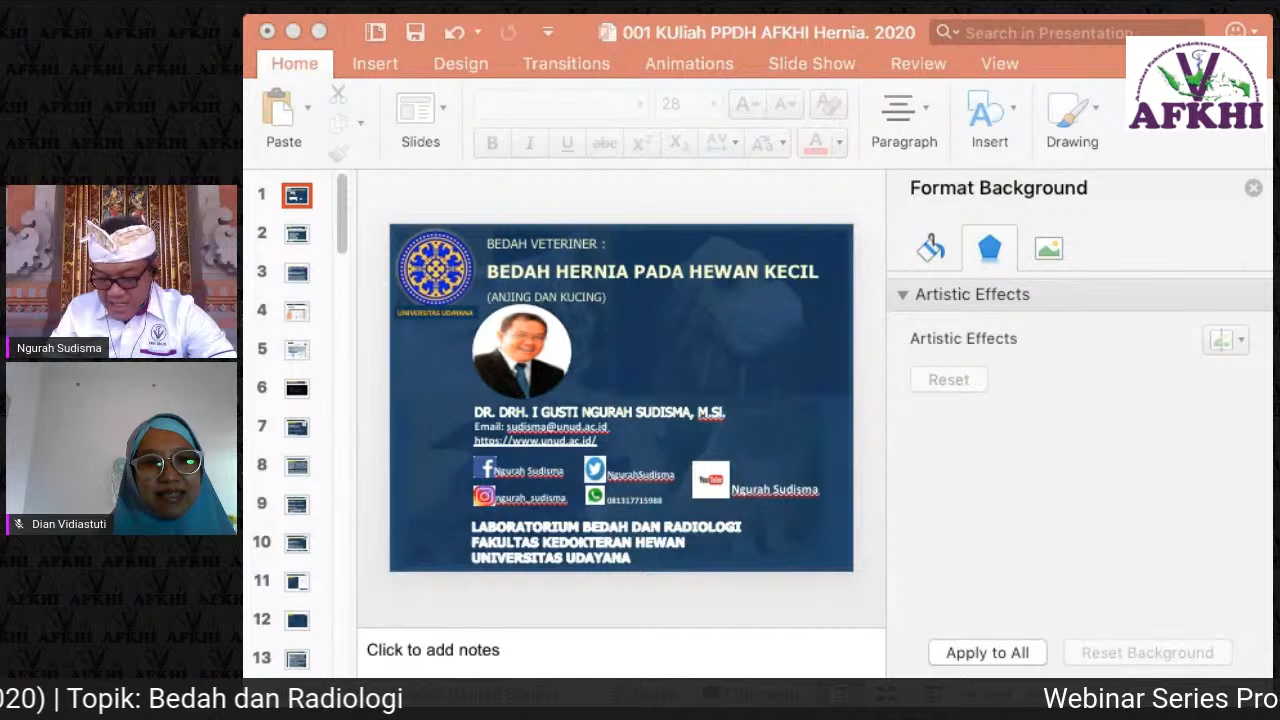 001 KUliah PPDH AFKHI Hernia. 2020
Search in Presentation
Home Insert Design Transitions Animations Slide Show Review View
AFKHI
Paste
Slides
28
Paragraph
Insert
Drawing
1
2
3
4
5
6
7
8
9
10
11
12
13
Ngurah Sudisma
Dian Vidiastuti
BEDAH VETERINER :
BEDAH HERNIA PADA HEWAN KECIL
(ANJING DAN KUCING)
UNIVERSITAS UDAYANA
DR. DRH. I GUSTI NGURAH SUDISMA, M.SI.
Email: sudisma@unud.ac.id
https://www.unud.ac.id/
Ngurah Sudisma
NgurahSudisma
YouTube
Ngurah Sudisma
ngurah_sudisma
081317715988
LABORATORIUM BEDAH DAN RADIOLOGI
FAKULTAS KEDOKTERAN HEWAN
UNIVERSITAS UDAYANA
Click to add notes
Format Background
Artistic Effects
Artistic Effects
Reset
Apply to All
Reset Background
020) | Topik: Bedah dan Radiologi
Webinar Series Pro